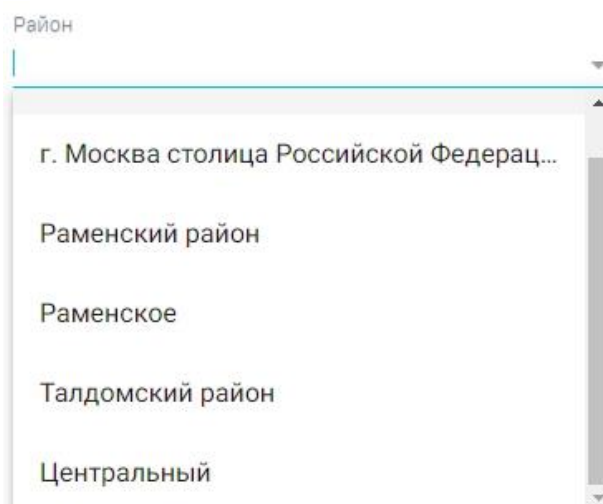 Район
г. Москва столица Российской Федерац...
Раменский район
Раменское
Талдомский район
Центральный